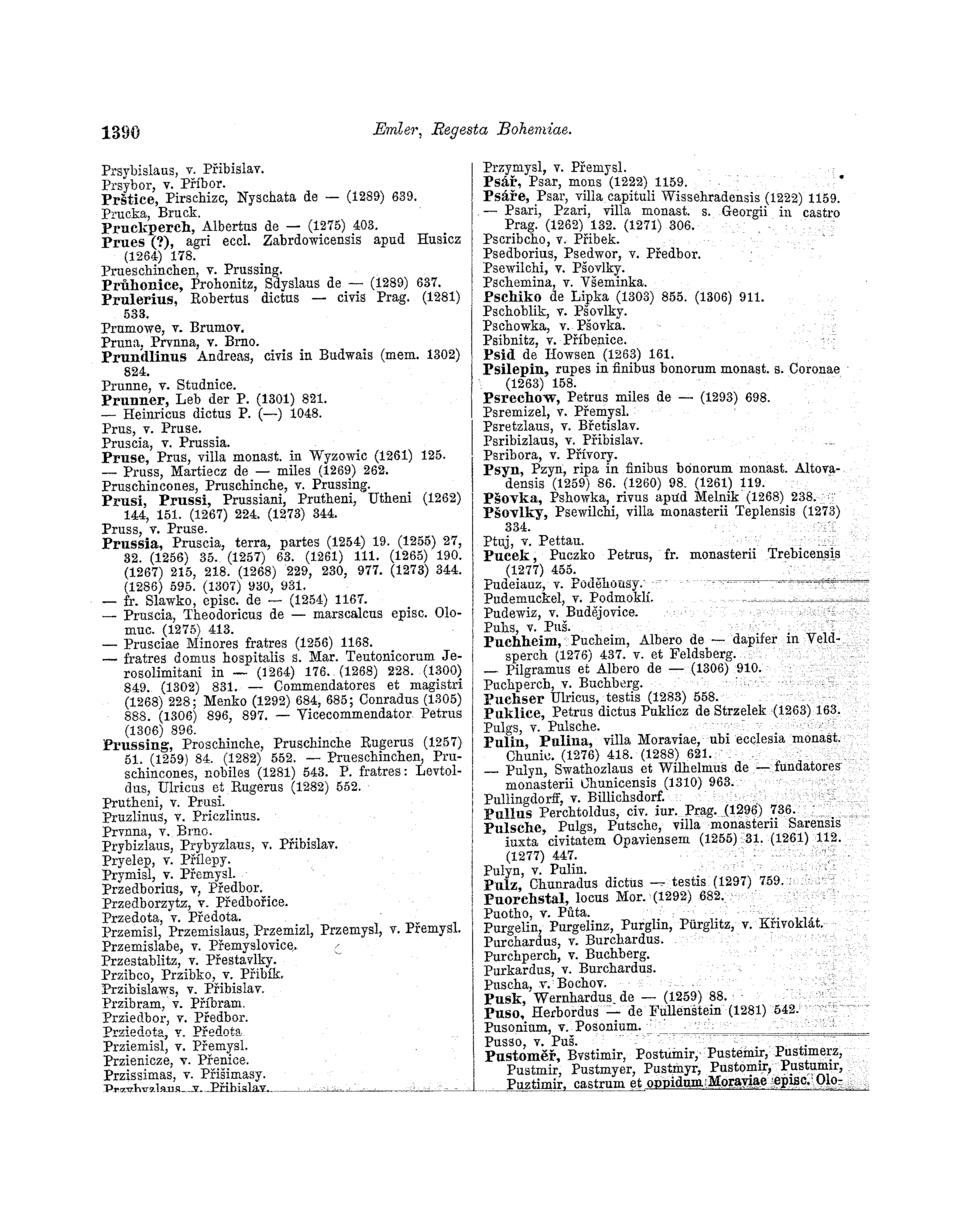 1390
Emler, Regesta Bohemiae.
Prsybislaus, v. Přibislav.
Prsybor, v. Příbor.
Prštice, Pirschizc, Nyschata de — (1289) 639.
Prucka, Bruck.
Pruckperch, Albertus de — (1275) 403.
Prues (?), agri eccl. Zabrdowicensis apud Husicz
(1264) 178.
Prueschinchen, v. Prussing.
Průhonice, Prohonitz, Sdyslaus de — (1289) 637.
Prulerius, Robertus dictus — civis Prag. (1281)
533.
Prumowe, v. Brumov.
Pruna, Prvnna, v. Brno.
Prundlinus Andreas, civis in Budwais (mem. 1302)
824.
Prunne, v. Studnice.
Prunner, Leb der P. (1301) 821.
— Heinricus dictus P. (—) 1048.
Prus, v. Pruse.
Pruscia, v. Prussia.
Pruse, Prus, villa monast. in Wyzowic (1261) 125.
— Pruss, Martiecz de — miles (1269) 262.
Pruschincones, Pruschinche, v. Prussing.
Prusi, Prussi, Prussiani, Prutheni, Utheni (1262)
144, 151. (1267) 224. (1273) 344.
Pruss, v. Pruse.
Prussia, Pruscia, terra, partes (1254) 19. (1255) 27,
32. (1256) 35. (1257) 63. (1261) 111. (1265) 190.
(1267) 215, 218. (1268) 229, 230, 977. (1273) 344.
(1286) 595. (1307) 930, 931.
— fr. Slawko, episc. de — (1254) 1167.
— Pruscia, Theodoricus de — marscalcus episc. Olo-
muc. (1275) 413.
— Prusciae Minores fratres (1256) 1168.
— fratres domus hospitalis s. Mar. Teutonicorum Je-
rosolimitani in — (1264) 176. (1268) 228. (1300)
849. (1302) 831. — Commendatores et magistri
(1268) 228; Menko (1292) 684, 685; Conradus (1305)
888. (1306) 896, 897. — Vicecommendator Petrus
(1306) 896.
Prussing, Proschinche, Pruschinche Rugerus (1257)
51. (1259) 84. (1282) 552. — Prueschinchen, Pru-
schincones, nobiles (1281) 543. P. fratres: Levtol-
dus, Ulricus et Rugerus (1282) 552.
Prutheni, v. Prusi.
Pruzlinus, v. Priczlinus.
Prvnna, v. Brno.
Prybizlaus, Prybyzlaus, v. Přibislav.
Pryelep, v. Přílepy.
Prymisl, v. Přemysl.
Przedborius, v, Předbor.
Przedborzytz, v. Předbořice.
Przedota, v. Předota.
Przemisl, Przemislaus, Przemizl, Przemysl, v. Přemysl.
Przemislabe, v. Přemyslovice.
Przestablitz, v. Přestavlky.
Przibco, Przibko, v. Přibík.
Przibislaws, v. Přibislav.
Przibram, v. Příbram.
Prziedbor, v. Předbor.
Prziedota, v. Předota
Prziemisl, v. Přemysl.
Przienicze, v. Přenice.
Przissimas, v. Přišimasy.
Przybyzlaus, v. Přibislav.
Przymysl, v. Přemysl.
Psář, Psar, mons (1222) 1159.
Psáře, Psar, villa capituli Wissehradensis (1222) 1159.
— Psari, Pzari, villa monast. s. Georgii in castro
Prag. (1262) 132. (1271) 306.
Pscribcho, v. Přibek.
Psedborius, Psedwor, v. Předbor.
Psewilchi, v. Pšovlky.
Pschemina, v. Všeminka.
Pschiko de Lipka (1303) 855. (1306) 911.
Pschoblik, v. Pšovlky.
Pschowka, v. Pšovka.
Psibnitz, v. Příbenice.
Psid de Howsen (1263) 161.
Psilepin, rupes in finibus bonorum monast. s. Coronae
(1263) 158.
Psrechow, Petrus miles de — (1293) 698.
Psremizel, v. Přemysl.
Psretzlaus, v. Břetislav.
Psribizlaus, v. Přibislav.
Psribora, v. Přívory.
Psyn, Pzyn, ripa in finibus bonorum monast. Altova-
densis (1259) 86. (1260) 98. (1261) 119.
Pšovka, Pshowka, rivus apud Melnik (1268) 238.
Pšovlky, Psewilchi, villa monasterii Teplensis (1273)
334.
Ptuj, v. Pettau.
Pucek, Puczko Petrus, fr. monasterii Trebicensis
(1277) 455.
Pudeiauz, v. Poděhousy.
Pudemuckel, v. Podmoklí.
Pudewiz, v. Budějovice.
Puhs, v. Puš.
Puchheim, Pucheim, Albero de — dapifer in Veld-
sperch (1276) 437. v. et Feldsberg.
— Pilgramus et Albero de — (1306) 910.
Puchperch, v. Buchberg.
Puchser Ulricus, testis (1283) 558.
Puklice, Petrus dictus Puklicz de Strzelek (1263) 163.
Pulgs, v. Pulsche.
Pulin, Pulina, villa Moraviae, ubi ecclesia monast.
Chunic. (1276) 418. (1288) 621.
— Pulyn, Swathozlaus et Wilhelmus de — fundatores
monasterii Chunicensis (1310) 963.
Pullingdorff, v. Billichsdorf.
Pullus Perchtoldus, civ. iur. Prag. (1296) 736.
Pulsche, Pulgs, Putsche, villa monasterii Sarensis
iuxta civitatem Opaviensem (1255) 31. (1261) 112.
(1277) 447.
Pulyn, v. Pulin.
Pulz, Chunradus dictus — testis (1297) 759.
Puorchstal, locus Mor. (1292) 682.
Puotho, v. Půta.
Purgelin, Purgelinz, Purglin, Pürglitz, v. Křivoklát.
Purchardus, v. Burchardus.
Purchperch, v. Buchberg.
Purkardus, v. Burchardus.
Puscha, v. Bochov.
Pusk, Wernhardus de — (1259) 88.
Puso, Herbordus — de Fullenstein (1281) 542.
Pusonium, v. Posonium.
Pusso, v. Puš.
Pustoměř, Bvstimir, Postumir, Pustemir, Pustimerz,
Pustmir, Pustmyer, Pustmyr, Pustomir, Pustumir,
Puztimir, castrum et oppidum Moraviae episc. Olo-